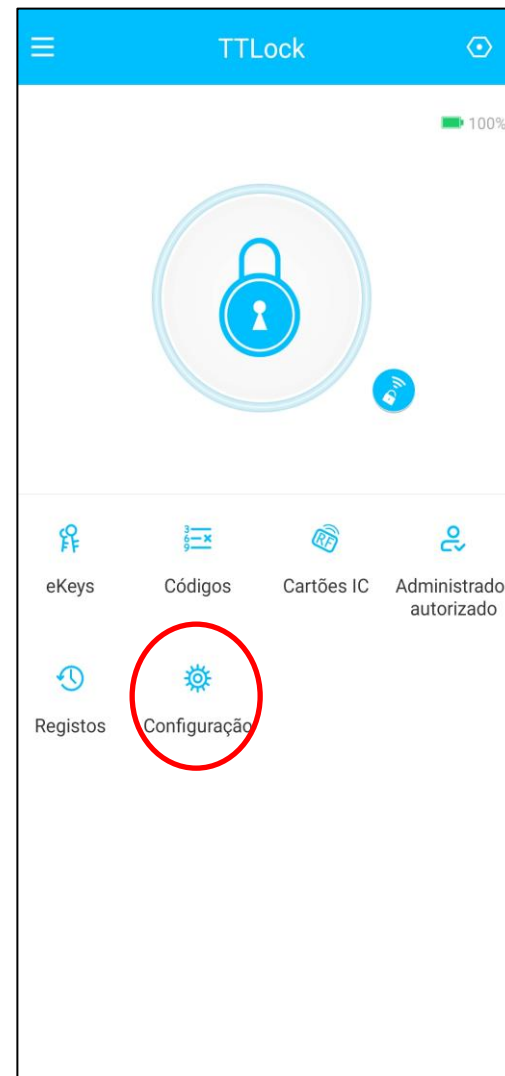 TTLock
100%
eKeys
Códigos
Cartões IC
Administrado
autorizado
Registos
Configuração